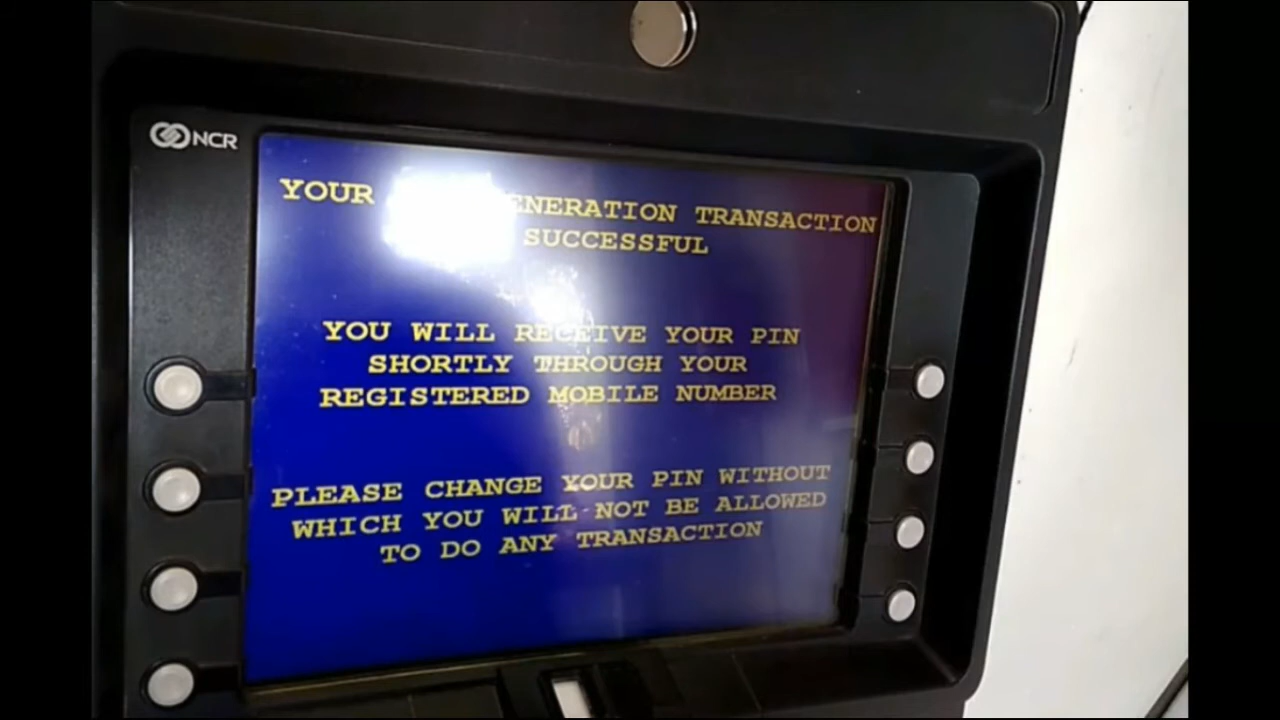 NCR
YOUR ENERATION TRANSACTION
SUCCESSFUL
YOU WILL RECEIVE YOUR PIN
SHORTLY THROUGH YOUR
REGISTERED MOBILE NUMBER
PLEASE CHANGE YOUR PIN WITHOUT
WHICH YOU WILL NOT BE ALLOWED
TO DO ANY TRANSACTION